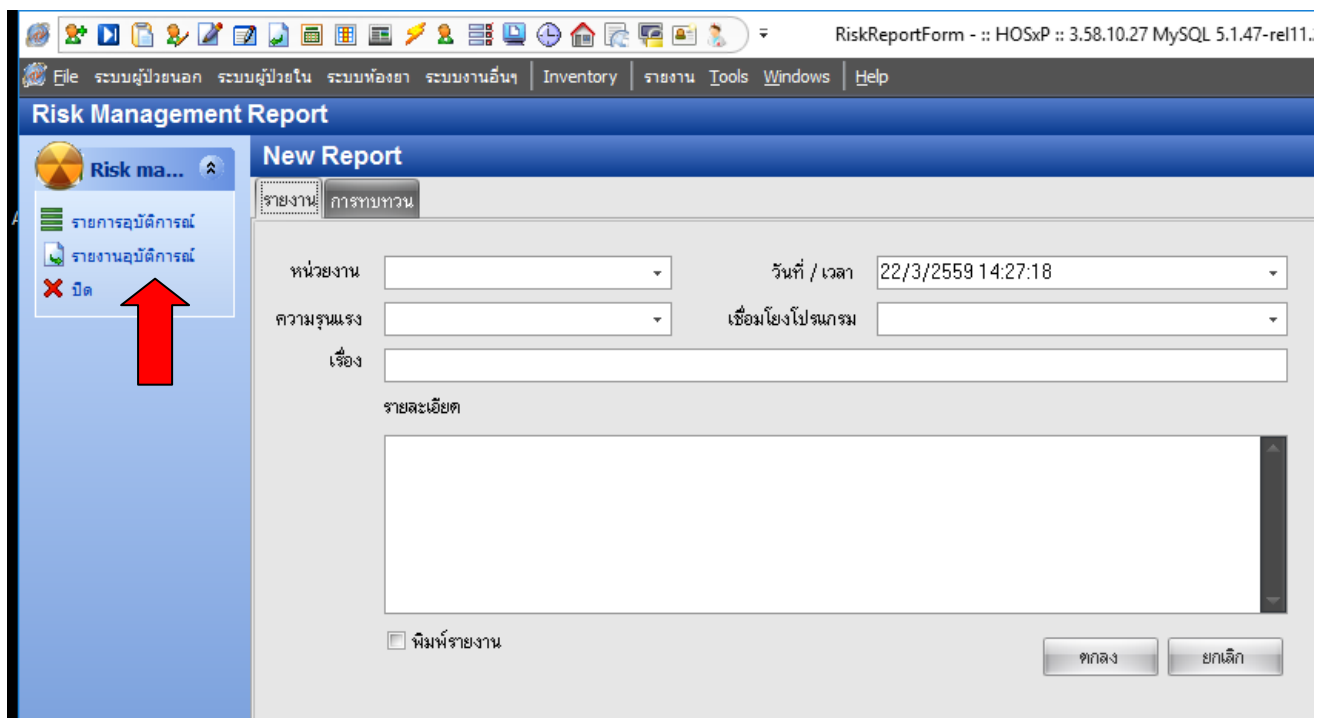 RiskReportForm - :: HOSxP :: 3.58.10.27 MySQL 5.1.47-rel11.
File ระบบผู้ป่วยนอก ระบบผู้ป่วยใน ระบบห้องยา ระบบงานอื่นๆ Inventory รายงาน Tools Windows Help
Risk Management Report
Risk ma...
รายการอุบัติการณ์
รายงานอุบัติการณ์
ปิด
New Report
รายงาน การทบทวน
หน่วยงาน วันที่ / เวลา 22/3/2559 14:27:18
ความรุนแรง เชื่อมโยงโปรแกรม
เรื่อง
รายละเอียด
พิมพ์รายงาน ตกลง ยกเลิก